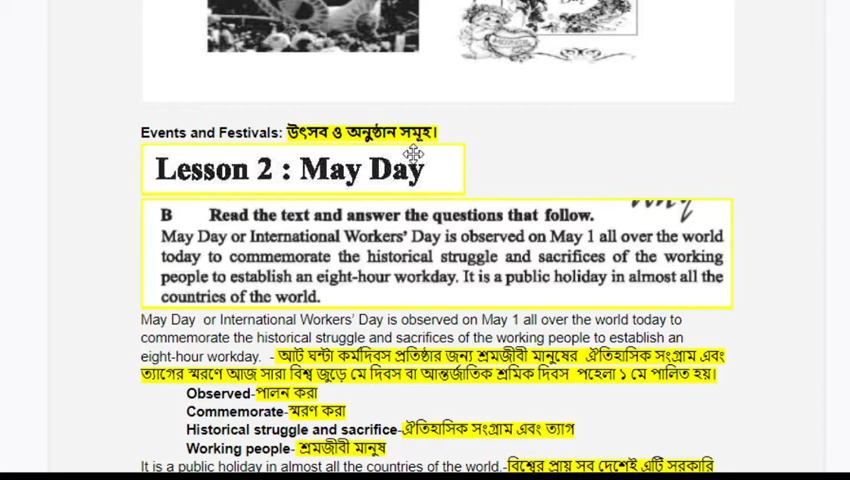 Events and Festivals: উৎসব ও অনুষ্ঠান সমূহ।
Lesson 2 : May Day
B Read the text and answer the questions that follow.
May Day or International Workers' Day is observed on May 1 all over the world
today to commemorate the historical struggle and sacrifices of the working
people to establish an eight-hour workday. It is a public holiday in almost all the
countries of the world.
May Day or International Workers' Day is observed on May 1 all over the world today to
commemorate the historical struggle and sacrifices of the working people to establish an
eight-hour workday. - আট ঘন্টা কর্মদিবস প্রতিষ্ঠার জন্য শ্রমজীবী মানুষের ঐতিহাসিক সংগ্রাম এবং
ত্যাগের স্মরণে আজ সারা বিশ্ব জুড়ে মে দিবস বা আন্তর্জাতিক শ্রমিক দিবস পহেলা ১ মে পালিত হয়।
Observed-পালন করা
Commemorate-স্মরণ করা
Historical struggle and sacrifice-ঐতিহাসিক সংগ্রাম এবং ত্যাগ
Working people- শ্রমজীবী মানুষ
It is a public holiday in almost all the countries of the world.-বিশ্বের প্রায় সব দেশেই এটি সরকারি